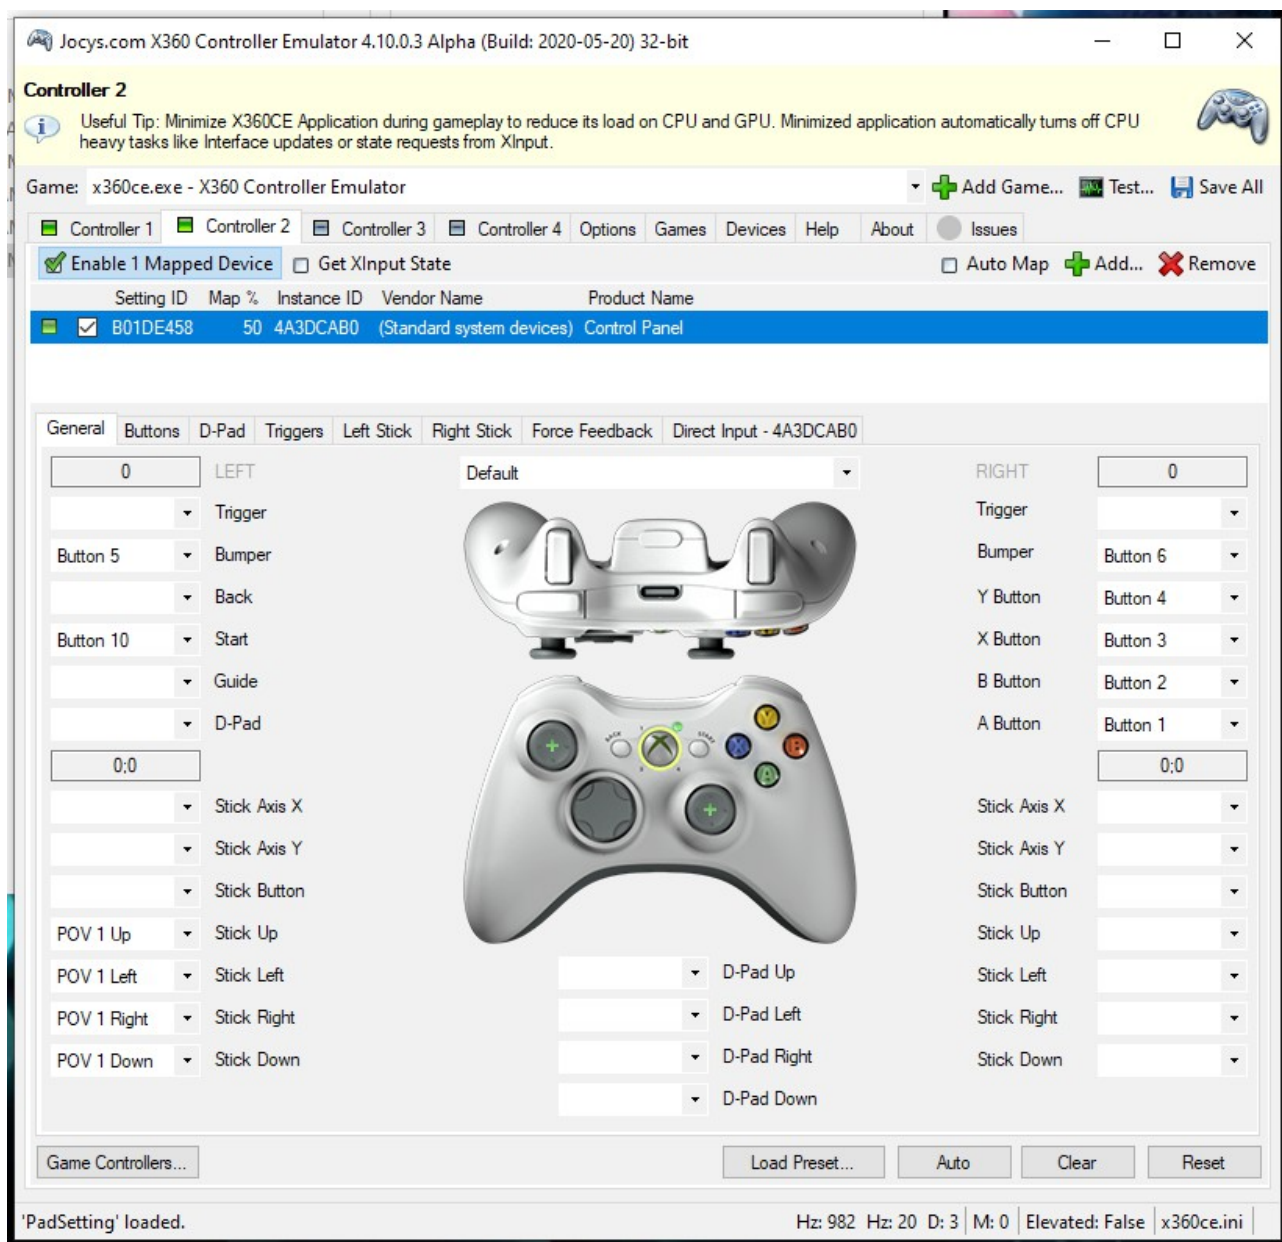 Jocys.com X360 Controller Emulator 4.10.0.3 Alpha (Build: 2020-05-20) 32-bit
Controller 2
Useful Tip: Minimize X360CE Application during gameplay to reduce its load on CPU and GPU. Minimized application automatically turns off CPU
heavy tasks like Interface updates or state requests from XInput.
Game: x360ce.exe - X360 Controller Emulator Add Game... Test... Save All
Controller 1 Controller 2 Controller 3 Controller 4 Options Games Devices Help About Issues
Enable 1 Mapped Device Get XInput State Auto Map Add... Remove
Setting ID Map % Instance ID Vendor Name Product Name
B01DE458 50 4A3DCAB0 (Standard system devices) Control Panel
General Buttons D-Pad Triggers Left Stick Right Stick Force Feedback Direct Input - 4A3DCAB0
0 LEFT Default RIGHT 0
Trigger Trigger
Button 5 Bumper Bumper Button 6
Back Y Button Button 4
Button 10 Start X Button Button 3
Guide B Button Button 2
D-Pad A Button Button 1
BACK START Y X B A
0;0 0;0
Stick Axis X Stick Axis X
Stick Axis Y Stick Axis Y
Stick Button Stick Button
POV 1 Up Stick Up Stick Up
POV 1 Left Stick Left D-Pad Up Stick Left
POV 1 Right Stick Right D-Pad Left Stick Right
POV 1 Down Stick Down D-Pad Right Stick Down
D-Pad Down
Game Controllers... Load Preset... Auto Clear Reset
'PadSetting' loaded. Hz: 982 Hz: 20 D: 3 M: 0 Elevated: False x360ce.ini